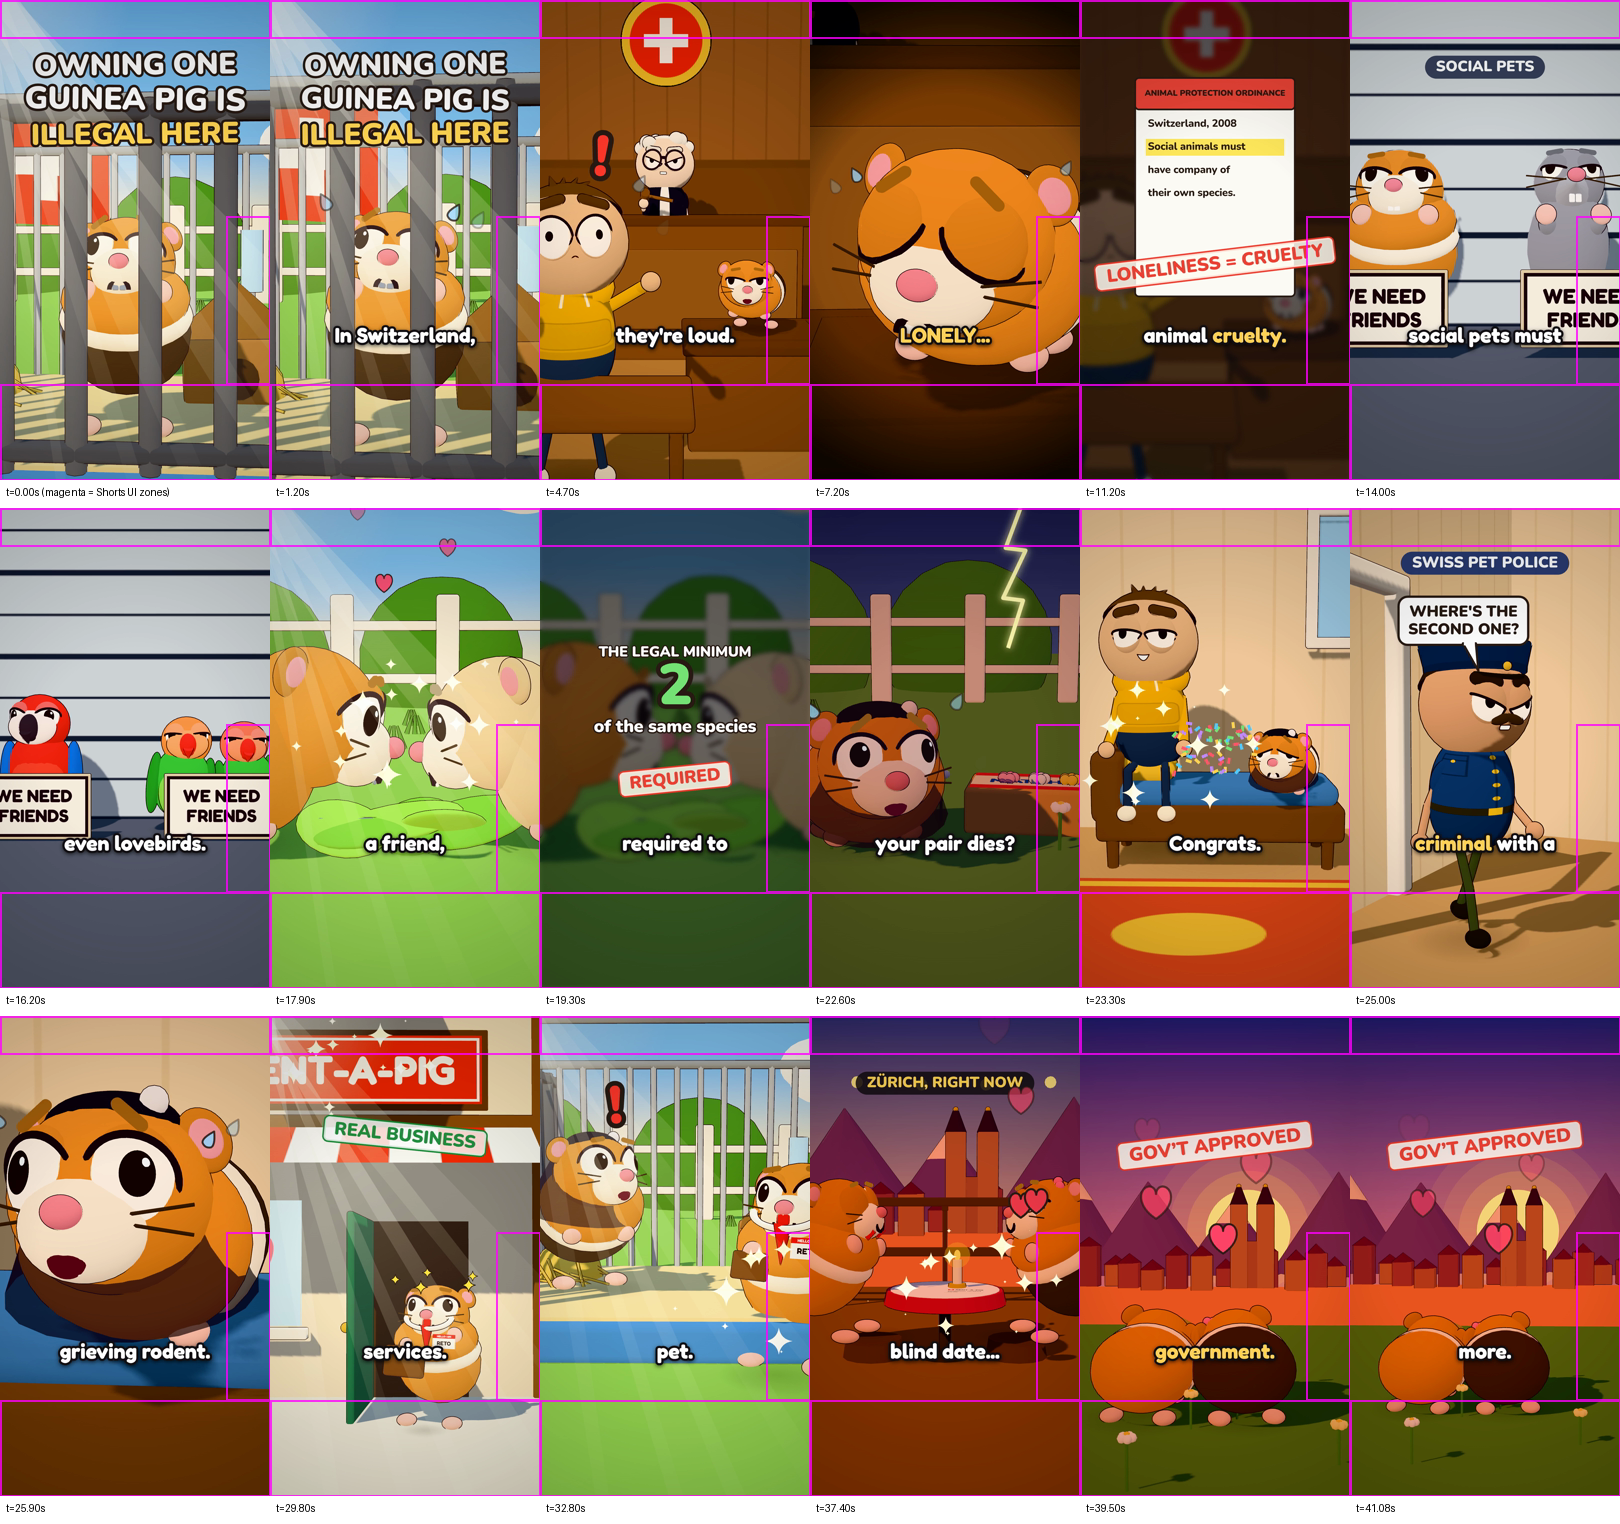 OWNING ONE
GUINEA PIG IS
ILLEGAL HERE
t=0.00s (magenta = Shorts UI zones)
OWNING ONE
GUINEA PIG IS
ILLEGAL HERE
In Switzerland,
t=1.20s
they're loud.
t=4.70s
LONELY...
t=7.20s
ANIMAL PROTECTION ORDINANCE
Switzerland, 2008
Social animals must
have company of
their own species.
LONELINESS = CRUELTY
animal cruelty.
t=11.20s
SOCIAL PETS
VE NEED
FRIENDS
WE NEE
FRIEND
social pets must
t=14.00s
WE NEED
FRIENDS
WE NEED
FRIENDS
even lovebirds.
t=16.20s
a friend,
t=17.90s
THE LEGAL MINIMUM
2
of the same species
REQUIRED
required to
t=19.30s
your pair dies?
t=22.60s
Congrats.
t=23.30s
SWISS PET POLICE
WHERE'S THE
SECOND ONE?
criminal with a
t=25.00s
grieving rodent.
t=25.90s
ENT-A-PIG
REAL BUSINESS
RETO
services.
t=29.80s
RET
pet.
t=32.80s
ZÜRICH, RIGHT NOW
blind date...
t=37.40s
GOV'T APPROVED
government.
t=39.50s
GOV'T APPROVED
more.
t=41.08s